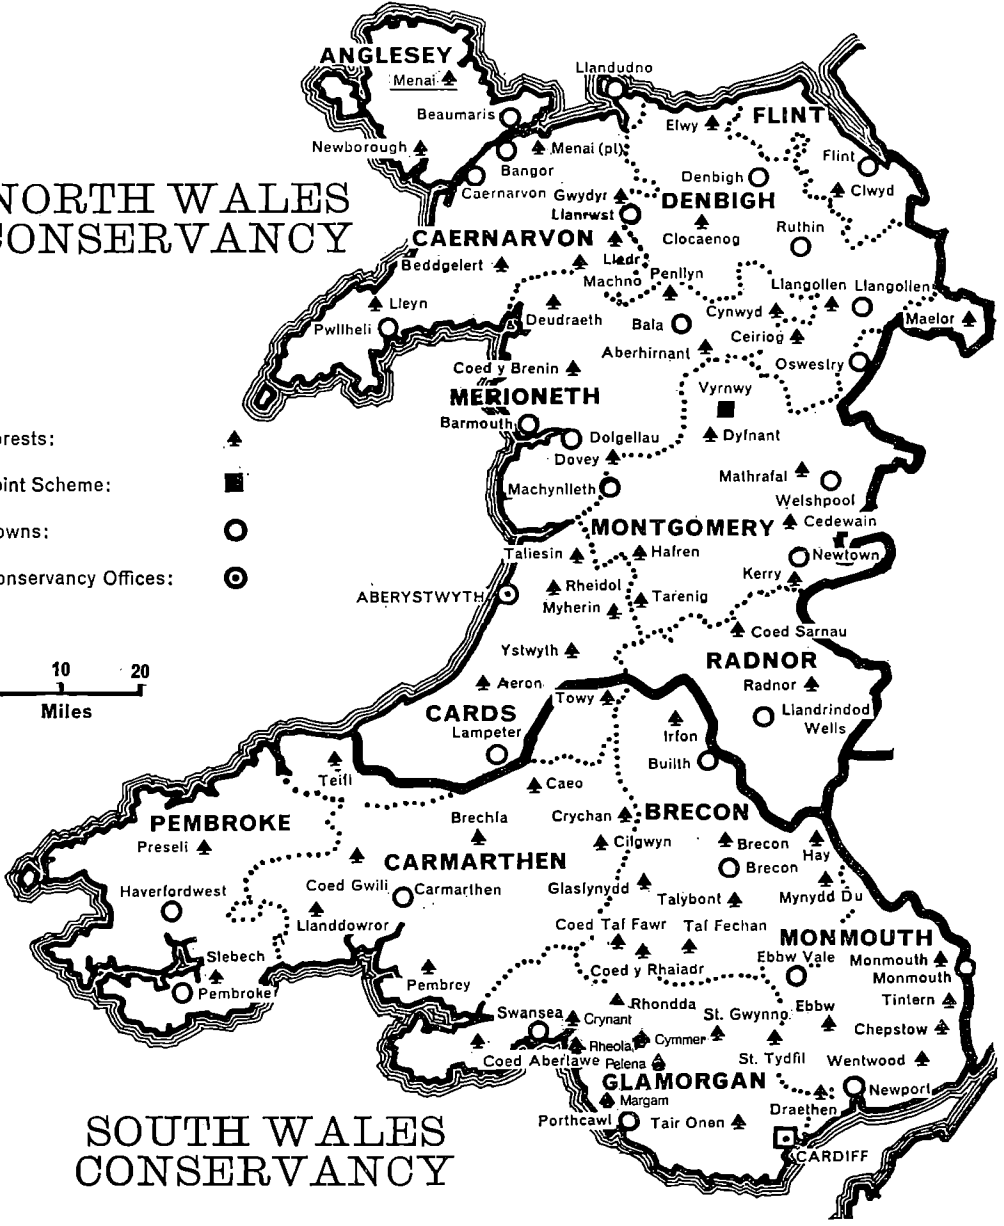 ANGLESEY
Menai
Llandudno
Beaumaris
Elwy
FLINT
Newborough
Menai (pl)
Bangor
Flint
Denbigh
Clwyd
Caernarvon
Gwydyr
DENBIGH
Llanrwst
NORTH WALES
CONSERVANCY
CAERNARVON
Clocaenog
Ruthin
Lledr
Beddgelert
Machno
Penllyn
Llangollen
Llangollen
Lleyn
Deudraeth
Cynwyd
Maelor
Pwllheli
Bala
Ceiriog
Aberhirnant
Oswestry
Coed y Brenin
Vyrnwy
MERIONETH
Barmouth
Dolgellau
Dyfnant
orests:
Dovey
Mathrafal
oint Scheme:
Machynlleth
Welshpool
owns:
MONTGOMERY
Cedewain
Taliesin
Hafren
Newtown
onservancy Offices:
Kerry
Rheidol
ABERYSTWYTH
Myherin
Tarenig
Coed Sarnau
Ystwyth
RADNOR
10
20
Miles
Aeron
Radnor
Towy
CARDS
Llandrindod
Wells
Lampeter
Irfon
Builth
Teifi
Caeo
PEMBROKE
Brechfa
Crychan
BRECON
Preseli
Cilgwyn
Brecon
Hay
CARMARTHEN
Brecon
Coed Gwili
Carmarthen
Glaslynydd
Haverfordwest
Talybont
Mynydd Du
Llanddowror
Coed Taf Fawr
Taf Fechan
MONMOUTH
Slebech
Ebbw Vale
Monmouth
Coed y Rhaiadr
Monmouth
Pembroke
Pembrey
Rhondda
Tintern
Swansea
Crynant
St. Gwynno
Ebbw
Chepstow
Rheola
Cymmer
Coed Abertawe
Pelena
St. Tydfil
Wentwood
GLAMORGAN
Newport
Margam
Draethen
Porthcawl
Tair Onen
CARDIFF
SOUTH WALES
CONSERVANCY